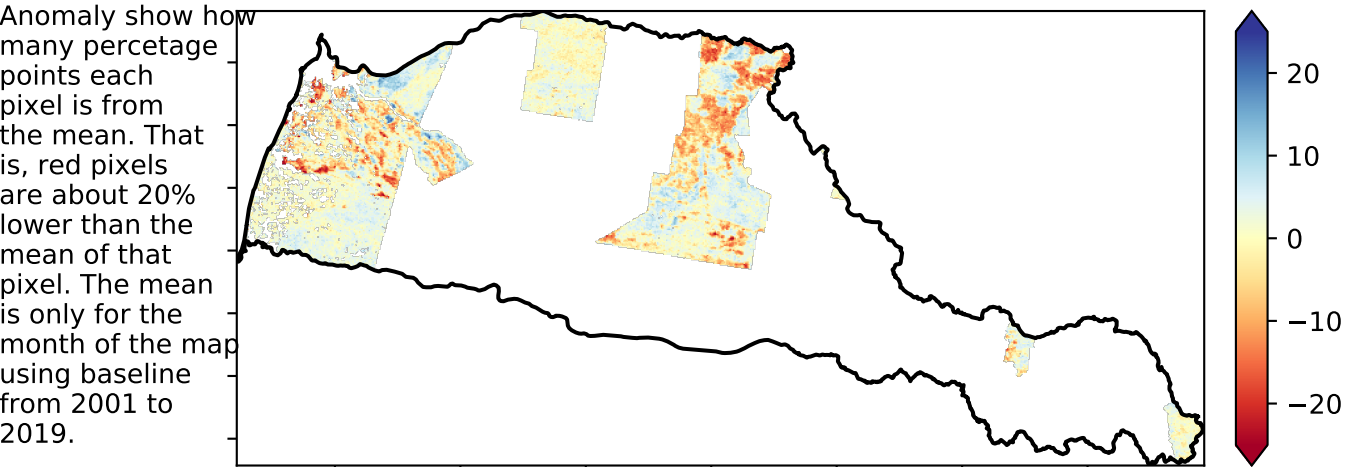 Anomaly show how
many percetage
points each
pixel is from
the mean. That
is, red pixels
are about 20%
lower than the
mean of that
pixel. The mean
is only for the
month of the map
using baseline
from 2001 to
2019.
20
10
0
−10
−20